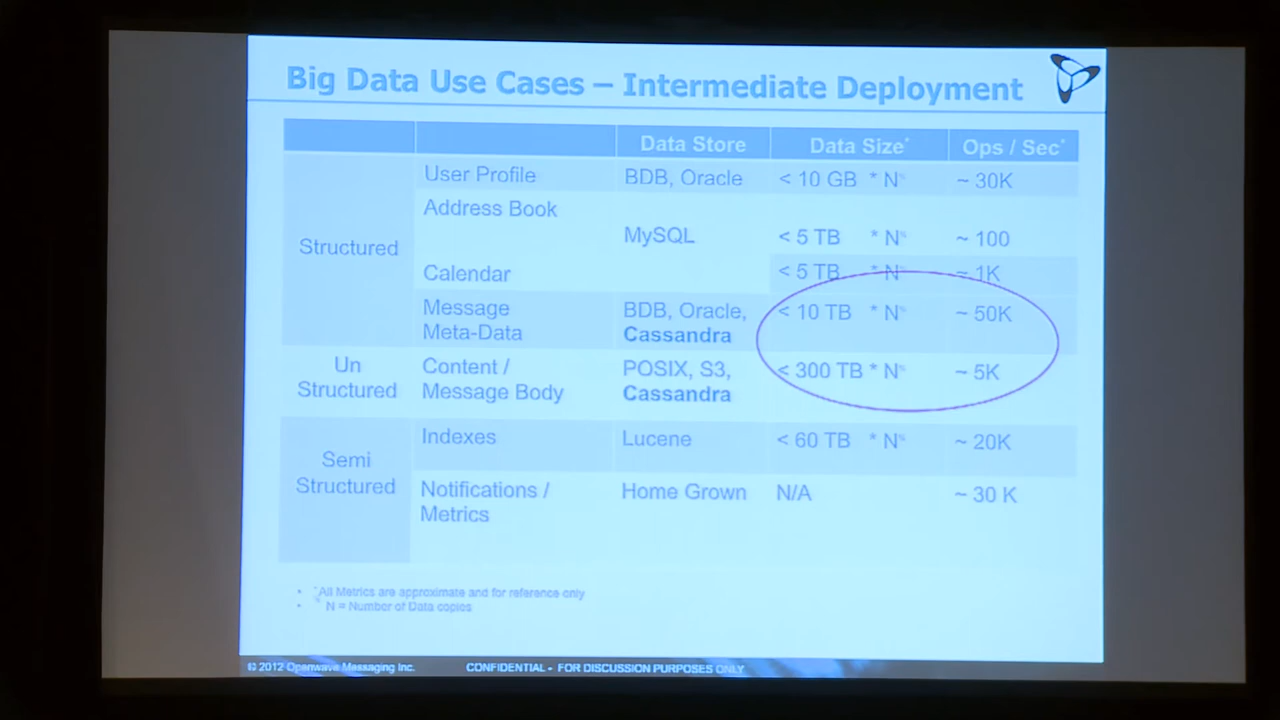 Big Data Use Cases – Intermediate Deployment
Data Store Data Size* Ops / Sec*
User Profile BDB, Oracle < 10 GB * N ~ 30K
Address Book
MySQL < 5 TB * N ~ 100
Structured
Calendar < 5 TB * N ~ 1K
Message BDB, Oracle, < 10 TB * N ~ 50K
Meta-Data Cassandra
Un Content / POSIX, S3, < 300 TB * N ~ 5K
Structured Message Body Cassandra
Indexes Lucene < 60 TB * N ~ 20K
Semi
Structured Notifications / Home Grown N/A ~ 30 K
Metrics
• *All Metrics are approximate and for reference only
• N = Number of Data copies
© 2012 Openwave Messaging Inc. CONFIDENTIAL - FOR DISCUSSION PURPOSES ONLY